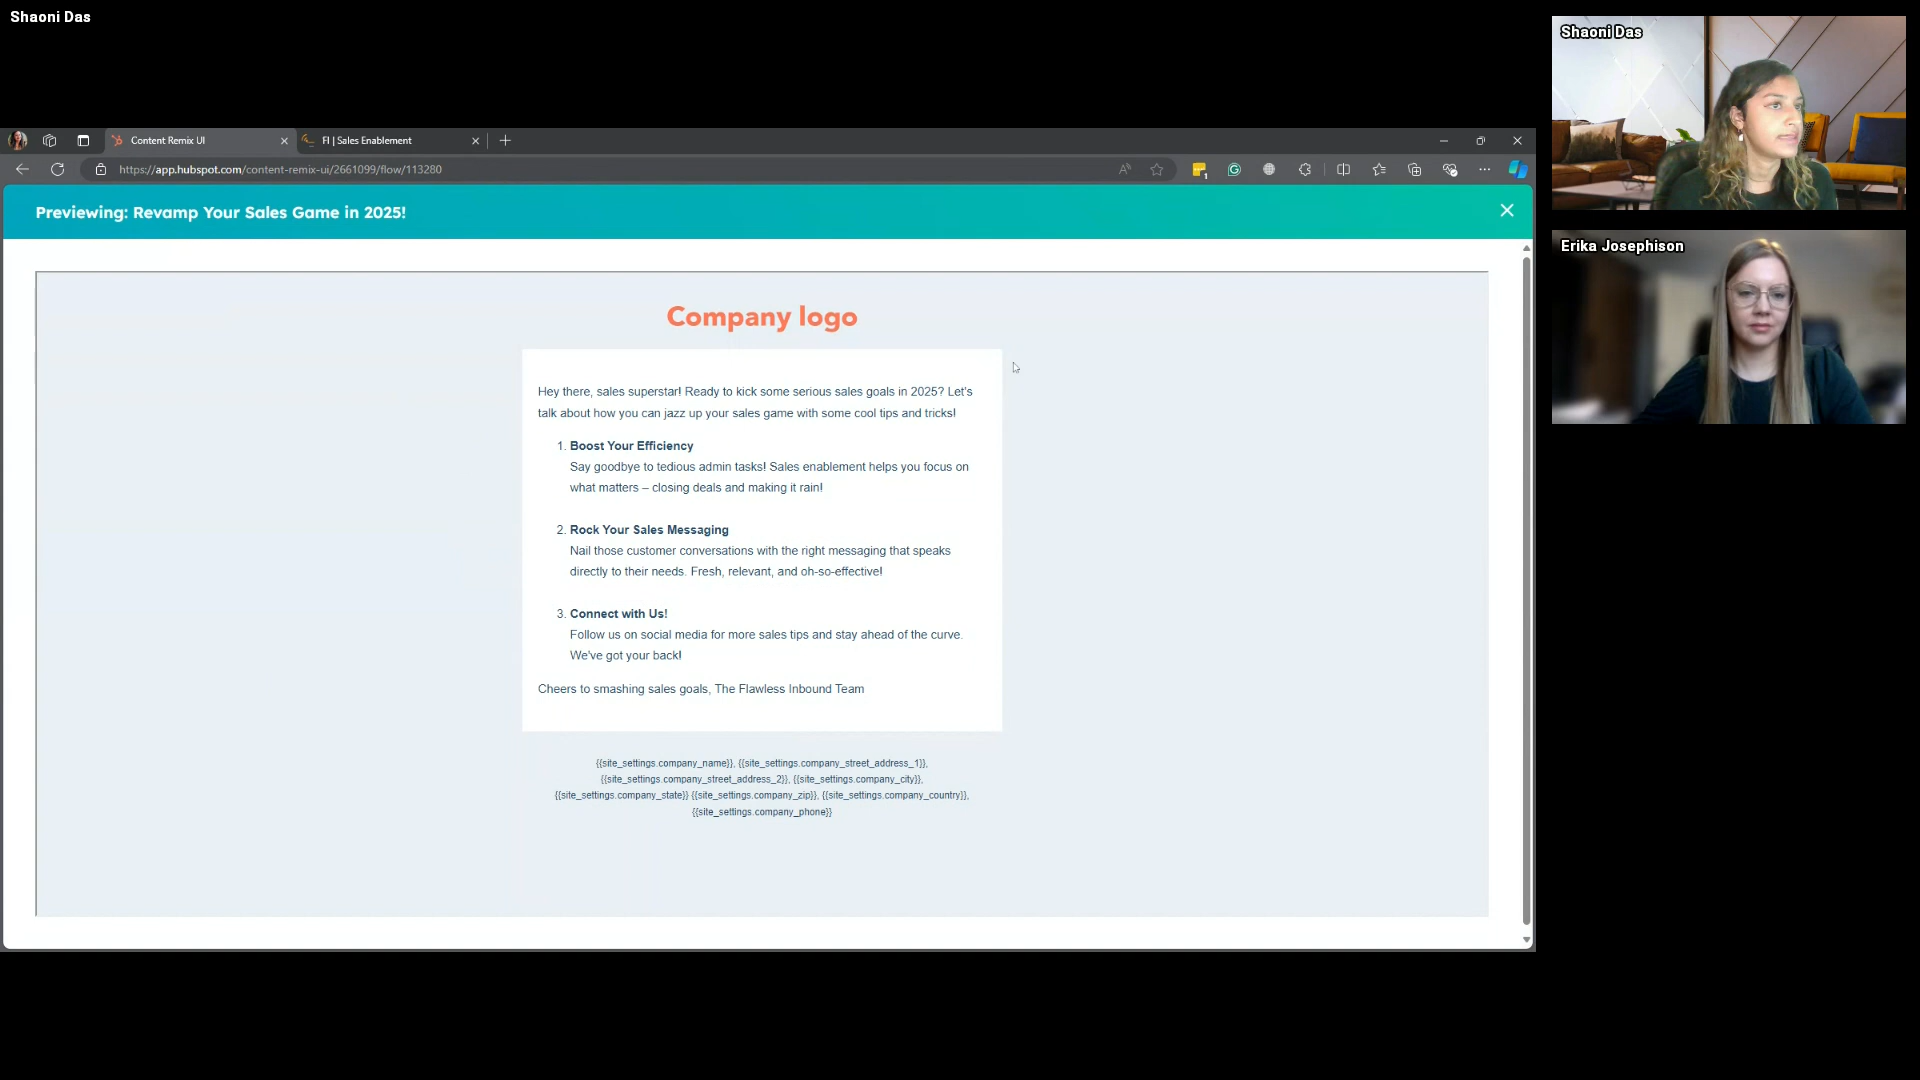 Shaoni Das
Shaoni Das
Erika Josephison
Content Remix UI
FI | Sales Enablement
https://app.hubspot.com/content-remix-ui/2661099/flow/113280
Previewing: Revamp Your Sales Game in 2025!
Company logo
Hey there, sales superstar! Ready to kick some serious sales goals in 2025? Let's
talk about how you can jazz up your sales game with some cool tips and tricks!
1. Boost Your Efficiency
Say goodbye to tedious admin tasks! Sales enablement helps you focus on
what matters – closing deals and making it rain!
2. Rock Your Sales Messaging
Nail those customer conversations with the right messaging that speaks
directly to their needs. Fresh, relevant, and oh-so-effective!
3. Connect with Us!
Follow us on social media for more sales tips and stay ahead of the curve.
We've got your back!
Cheers to smashing sales goals, The Flawless Inbound Team
{{site_settings.company_name}}, {{site_settings.company_street_address_1}},
{{site_settings.company_street_address_2}}, {{site_settings.company_city}},
{{site_settings.company_state}} {{site_settings.company_zip}}, {{site_settings.company_country}},
{{site_settings.company_phone}}